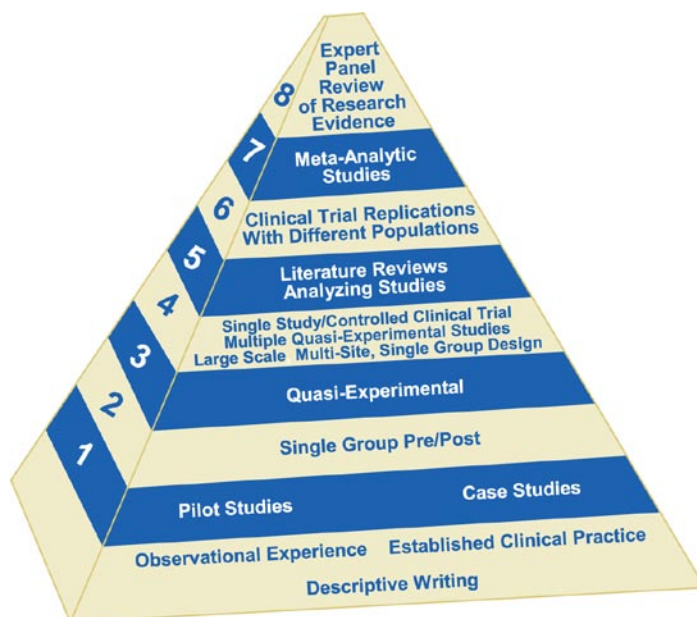 8
Expert
Panel
Review
of Research
Evidence
7
Meta-Analytic
Studies
6
Clinical Trial Replications
With Different Populations
5
Literature Reviews
Analyzing Studies
4
Single Study/Controlled Clinical Trial
Multiple Quasi-Experimental Studies
Large Scale Multi-Site, Single Group Design
3
Quasi-Experimental
2
Single Group Pre/Post
1
Pilot Studies Case Studies
Observational Experience Established Clinical Practice
Descriptive Writing